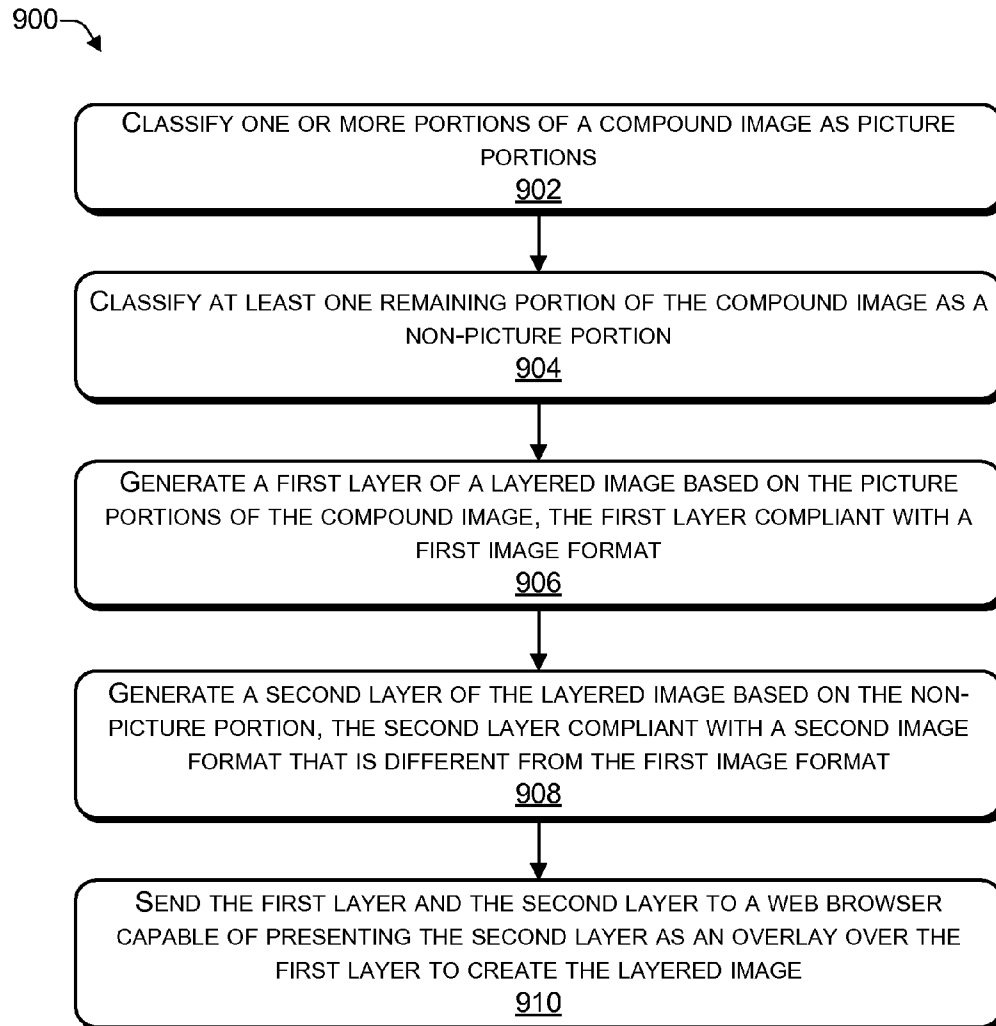 900
CLASSIFY ONE OR MORE PORTIONS OF A COMPOUND IMAGE AS PICTURE
PORTIONS
902
CLASSIFY AT LEAST ONE REMAINING PORTION OF THE COMPOUND IMAGE AS A
NON-PICTURE PORTION
904
GENERATE A FIRST LAYER OF A LAYERED IMAGE BASED ON THE PICTURE
PORTIONS OF THE COMPOUND IMAGE, THE FIRST LAYER COMPLIANT WITH A
FIRST IMAGE FORMAT
906
GENERATE A SECOND LAYER OF THE LAYERED IMAGE BASED ON THE NON-
PICTURE PORTION, THE SECOND LAYER COMPLIANT WITH A SECOND IMAGE
FORMAT THAT IS DIFFERENT FROM THE FIRST IMAGE FORMAT
908
SEND THE FIRST LAYER AND THE SECOND LAYER TO A WEB BROWSER
CAPABLE OF PRESENTING THE SECOND LAYER AS AN OVERLAY OVER THE
FIRST LAYER TO CREATE THE LAYERED IMAGE
910